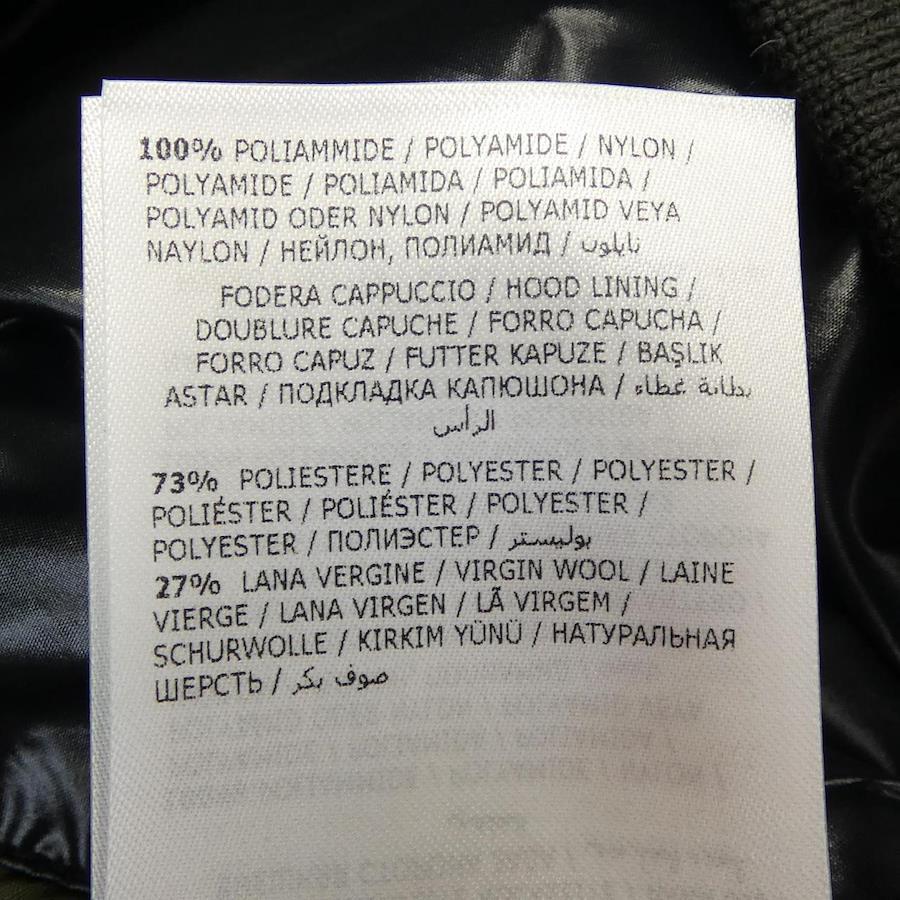 100% POLIAMMIDE / POLYAMIDE / NYLON /
POLYAMIDE / POLIAMIDA / POLIAMIDA /
POLYAMID ODER NYLON / POLYAMID VEYA
NAYLON / НЕЙЛОН, ПОЛИАМИД / نايلون
FODERA CAPPUCCIO / HOOD LINING /
DOUBLURE CAPUCHE / FORRO CAPUCHA /
FORRO CAPUZ / FUTTER KAPUZE / BAŞLIK
ASTAR / ПОДКЛАДКА КАПЮШОНА / بطانة غطاء
الرأس
73% POLIESTERE / POLYESTER / POLYESTER /
POLIÉSTER / POLIÉSTER / POLYESTER /
POLYESTER / ПОЛИЭСТЕР / بوليستر
27% LANA VERGINE / VIRGIN WOOL / LAINE
VIERGE / LANA VIRGEN / LÃ VIRGEM /
SCHURWOLLE / KIRKIM YÜNÜ / НАТУРАЛЬНАЯ
ШЕРСТЬ / صوف بكر